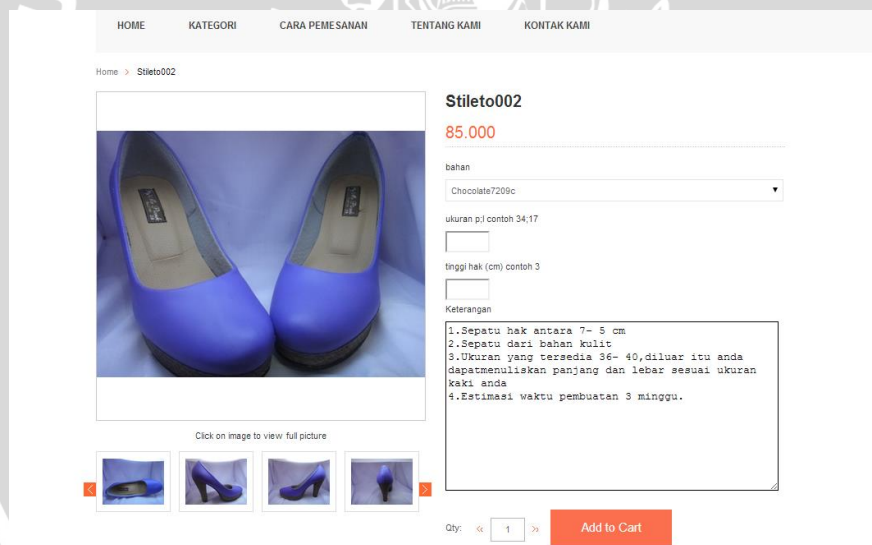 HOME KATEGORI CARA PEMESANAN TENTANG KAMI KONTAK KAMI
Home > Stileto002
Stileto002
85.000
bahan
Chocolate7209c
ukuran p;l contoh 34;17
tinggi hak (cm) contoh 3
Keterangan
1.Sepatu hak antara 7- 5 cm
2.Sepatu dari bahan kulit
3.Ukuran yang tersedia 36- 40,diluar itu anda
dapatmenuliskan panjang dan lebar sesuai ukuran
kaki anda
4.Estimasi waktu pembuatan 3 minggu.
Click on image to view full picture
Qty: « 1 » Add to Cart